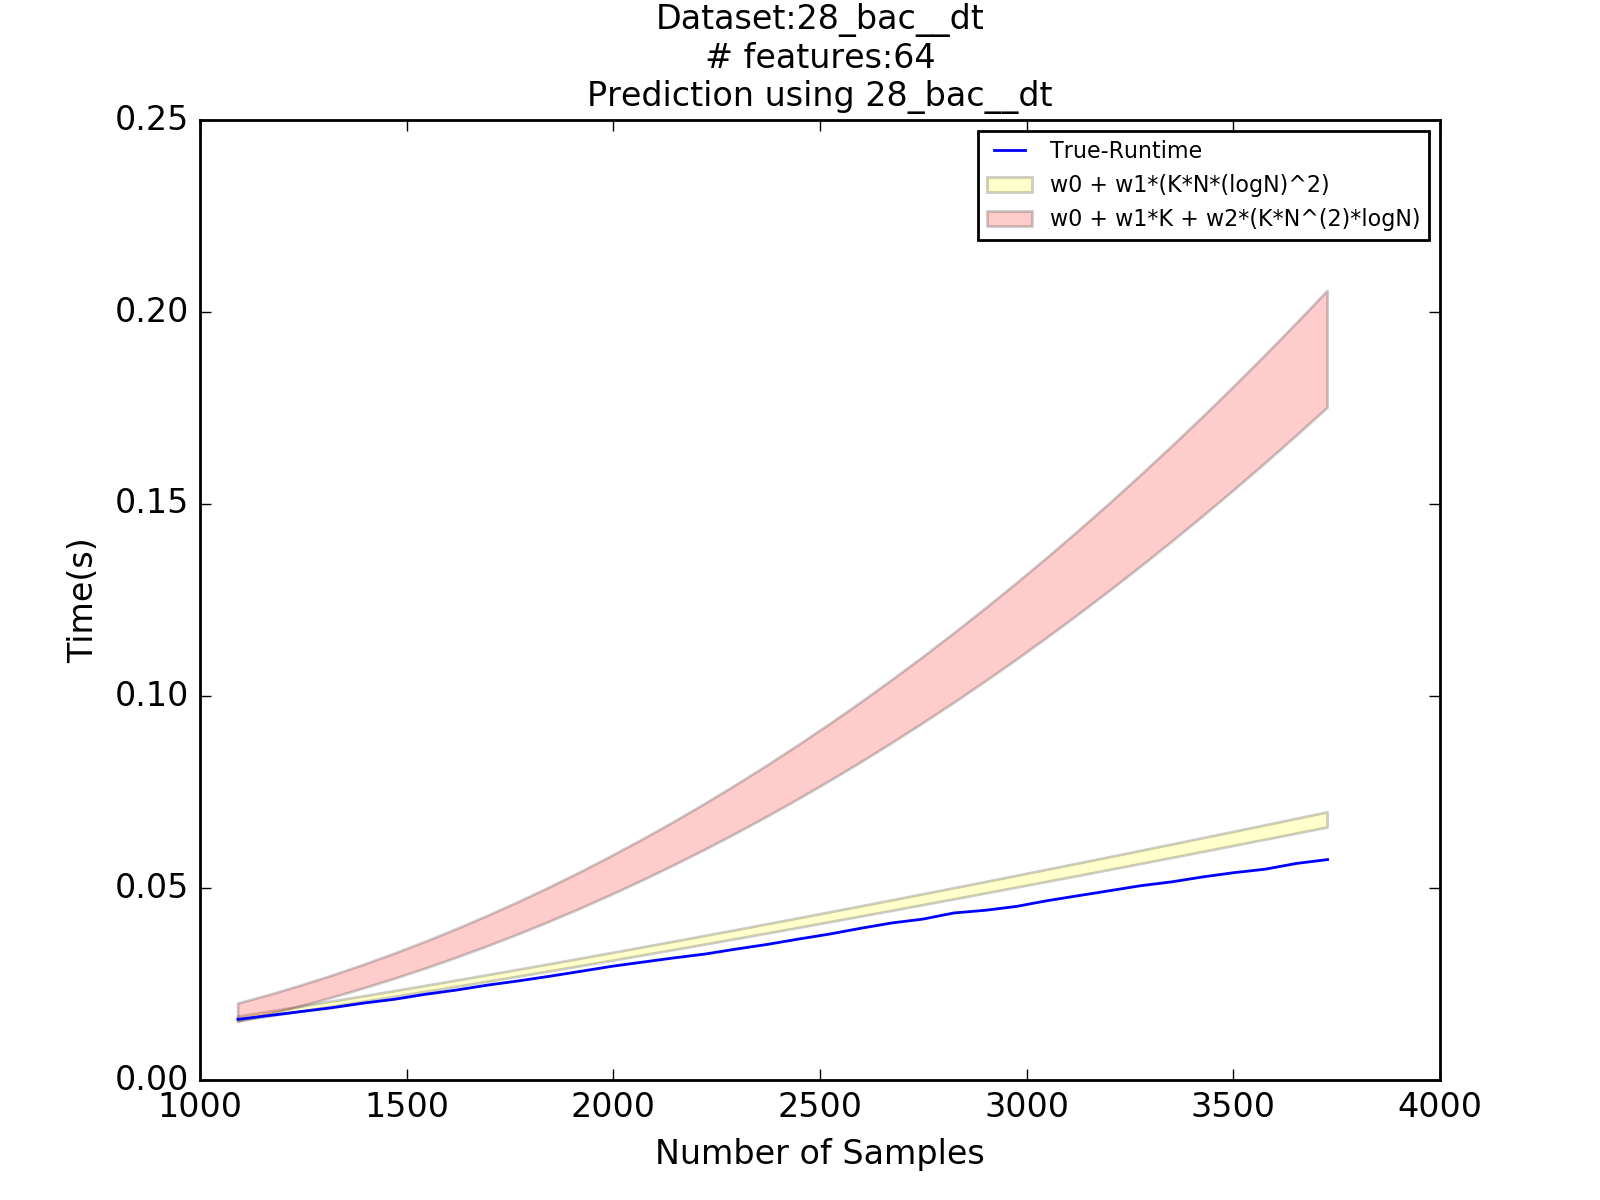 Dataset:28_bac__dt
# features:64
Prediction using 28_bac__dt
True-Runtime
w0 + w1*(K*N*(logN)^2)
w0 + w1*K + w2*(K*N^(2)*logN)
0.25
0.20
0.15
0.10
0.05
0.00
Time(s)
1000 1500 2000 2500 3000 3500 4000
Number of Samples